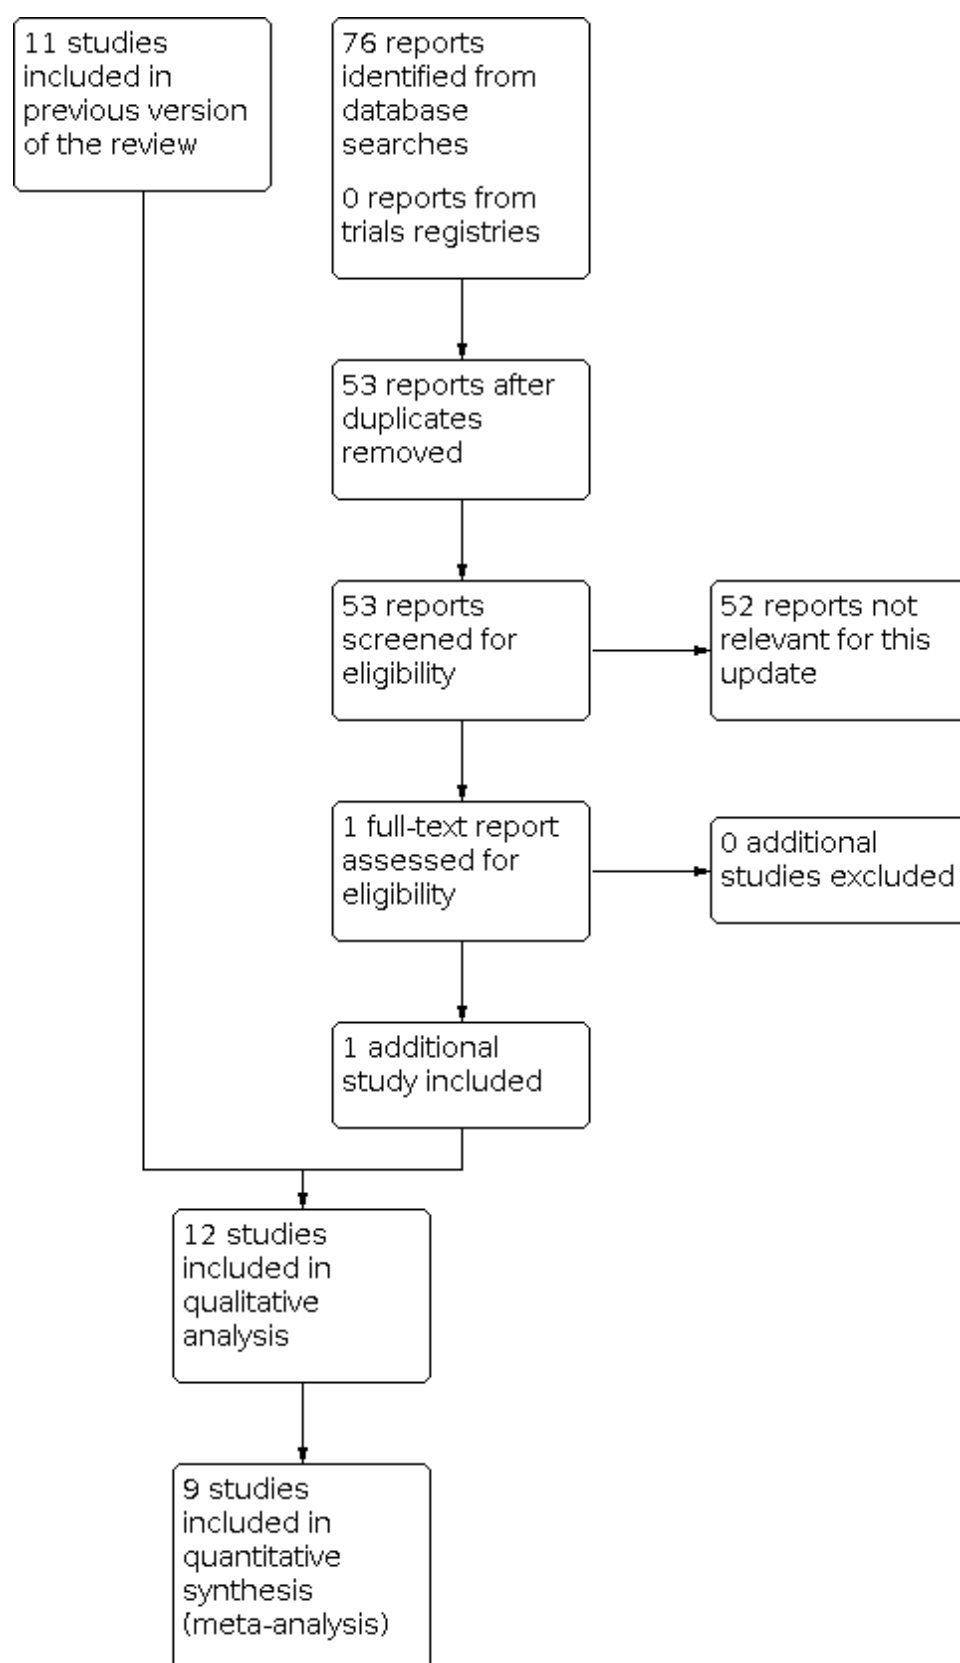 11 studies
included in
previous version
of the review
76 reports
identified from
database
searches
0 reports from
trials registries
53 reports after
duplicates
removed
53 reports
screened for
eligibility
52 reports not
relevant for this
update
1 full-text report
assessed for
eligibility
0 additional
studies excluded
1 additional
study included
12 studies
included in
qualitative
analysis
9 studies
included in
quantitative
synthesis
(meta-analysis)